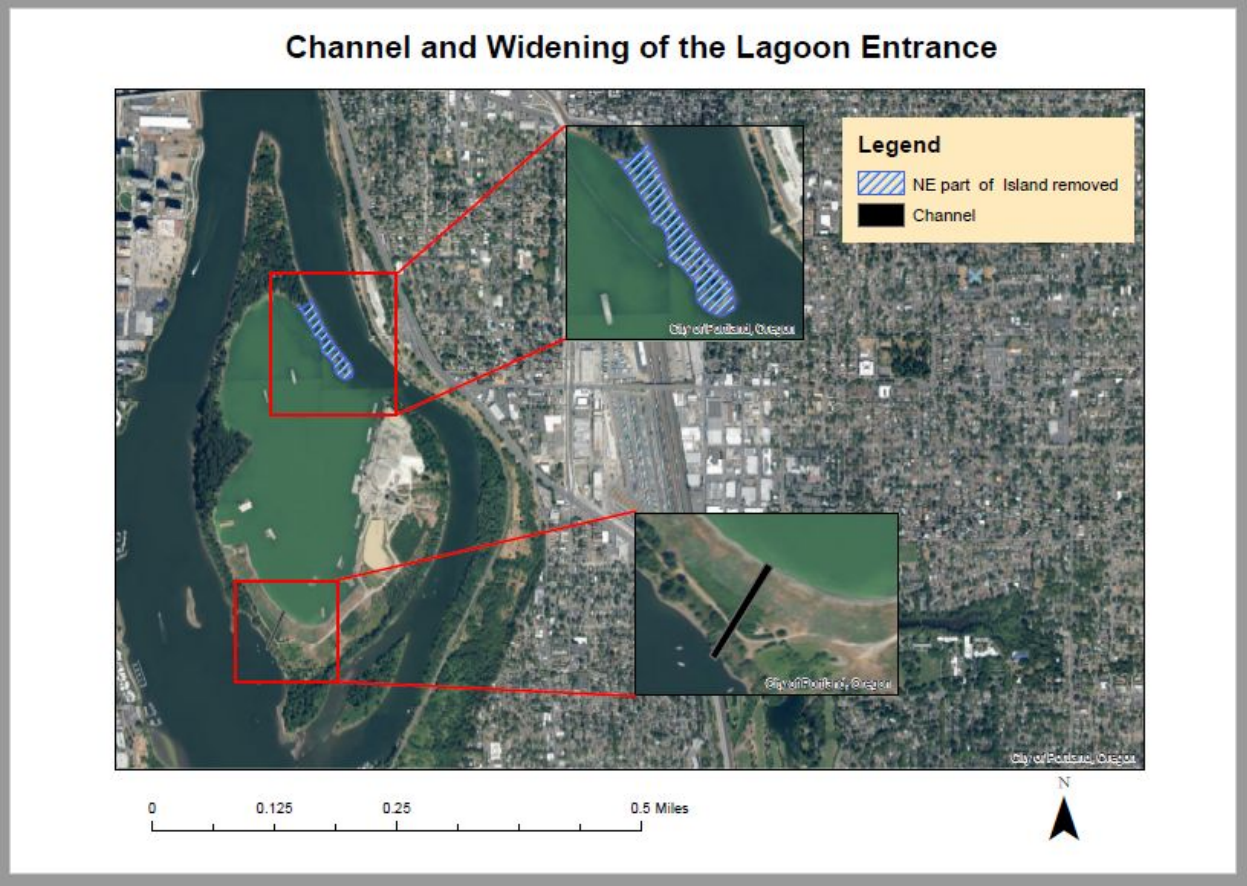 Channel and Widening of the Lagoon Entrance
Legend
NE part of Island removed
Channel
City of Portland, Oregon
City of Portland, Oregon
City of Portland, Oregon
0 0.125 0.25 0.5 Miles
N